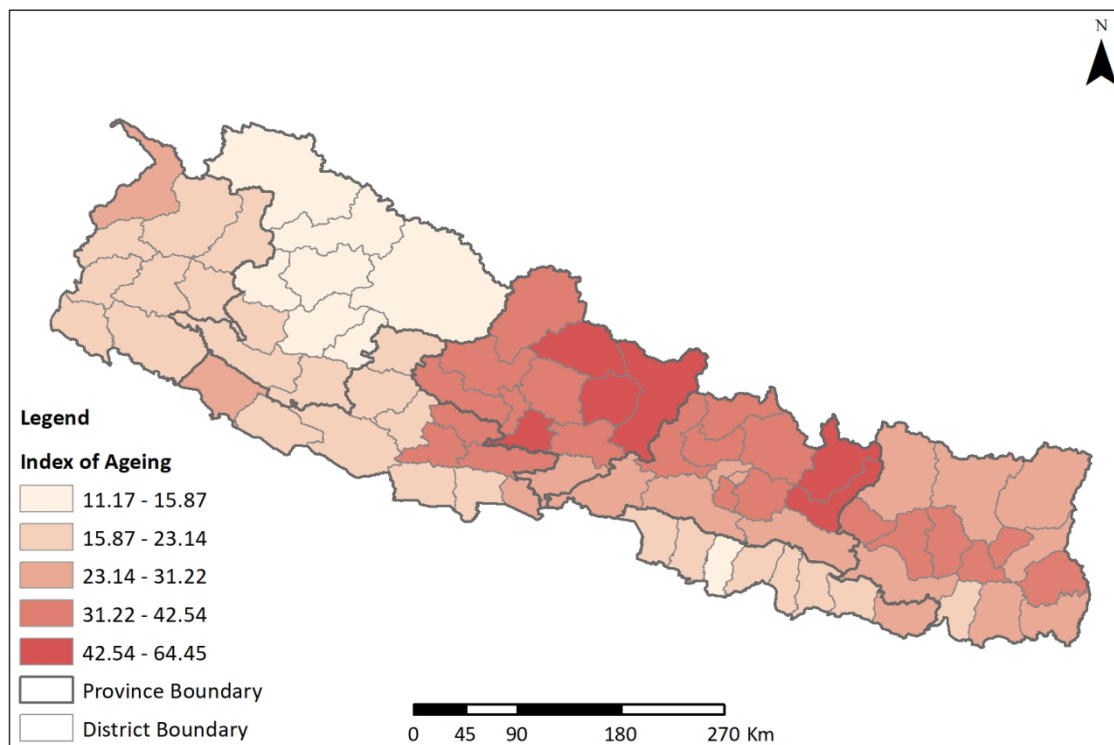 N
Legend
Index of Ageing
11.17 - 15.87
15.87 - 23.14
23.14 - 31.22
31.22 - 42.54
42.54 - 64.45
Province Boundary
District Boundary
0 45 90 180 270 Km